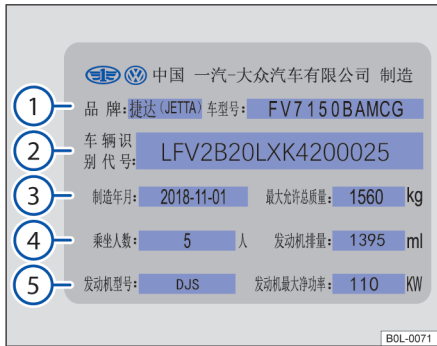 中国 一汽-大众汽车有限公司 制造
1 品 牌: 捷达(JETTA) 车型号: FV7150BAMCG
2 车辆识别代号: LFV2B20LXK4200025
3 制造年月: 2018-11-01 最大允许总质量: 1560 kg
4 乘坐人数: 5 人 发动机排量: 1395 ml
5 发动机型号: DJS 发动机最大净功率: 110 KW
B0L-0071